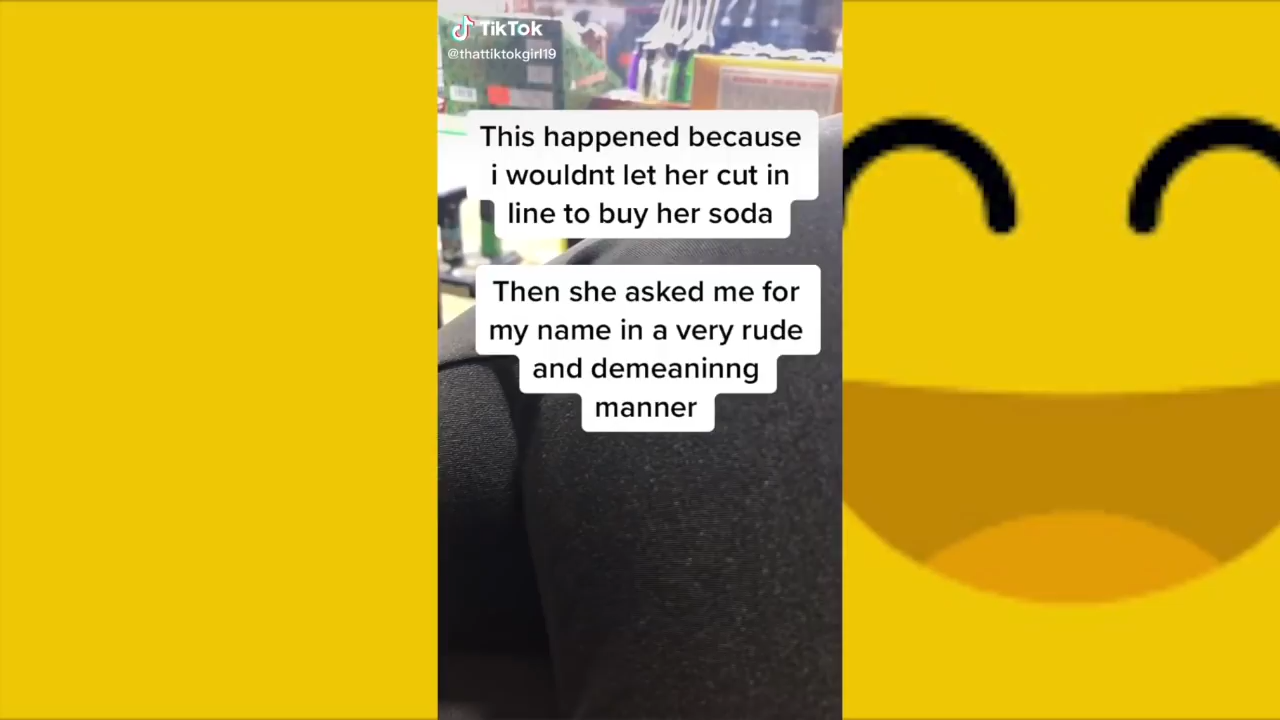 TikTok
@thattiktokgirl19
This happened because
i wouldnt let her cut in
line to buy her soda
Then she asked me for
my name in a very rude
and demeaninng
manner